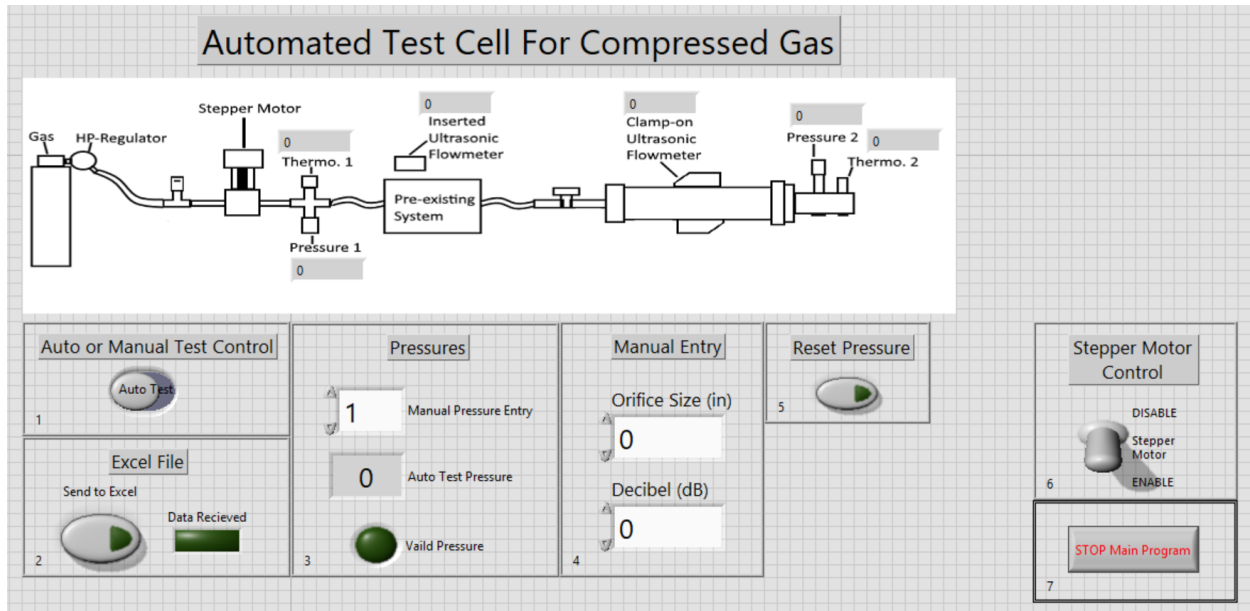 Automated Test Cell For Compressed Gas
Gas
HP-Regulator
Stepper Motor
0
Thermo. 1
Pressure 1
0
0
Inserted
Ultrasonic
Flowmeter
Pre-existing
System
0
Clamp-on
Ultrasonic
Flowmeter
0
Pressure 2
0
Thermo. 2
Auto or Manual Test Control
Auto Test
1
Excel File
Send to Excel
Data Recieved
2
Pressures
1
Manual Pressure Entry
0
Auto Test Pressure
Vaild Pressure
3
Manual Entry
Orifice Size (in)
0
Decibel (dB)
0
4
Reset Pressure
5
Stepper Motor
Control
DISABLE
Stepper
Motor
ENABLE
6
STOP Main Program
7